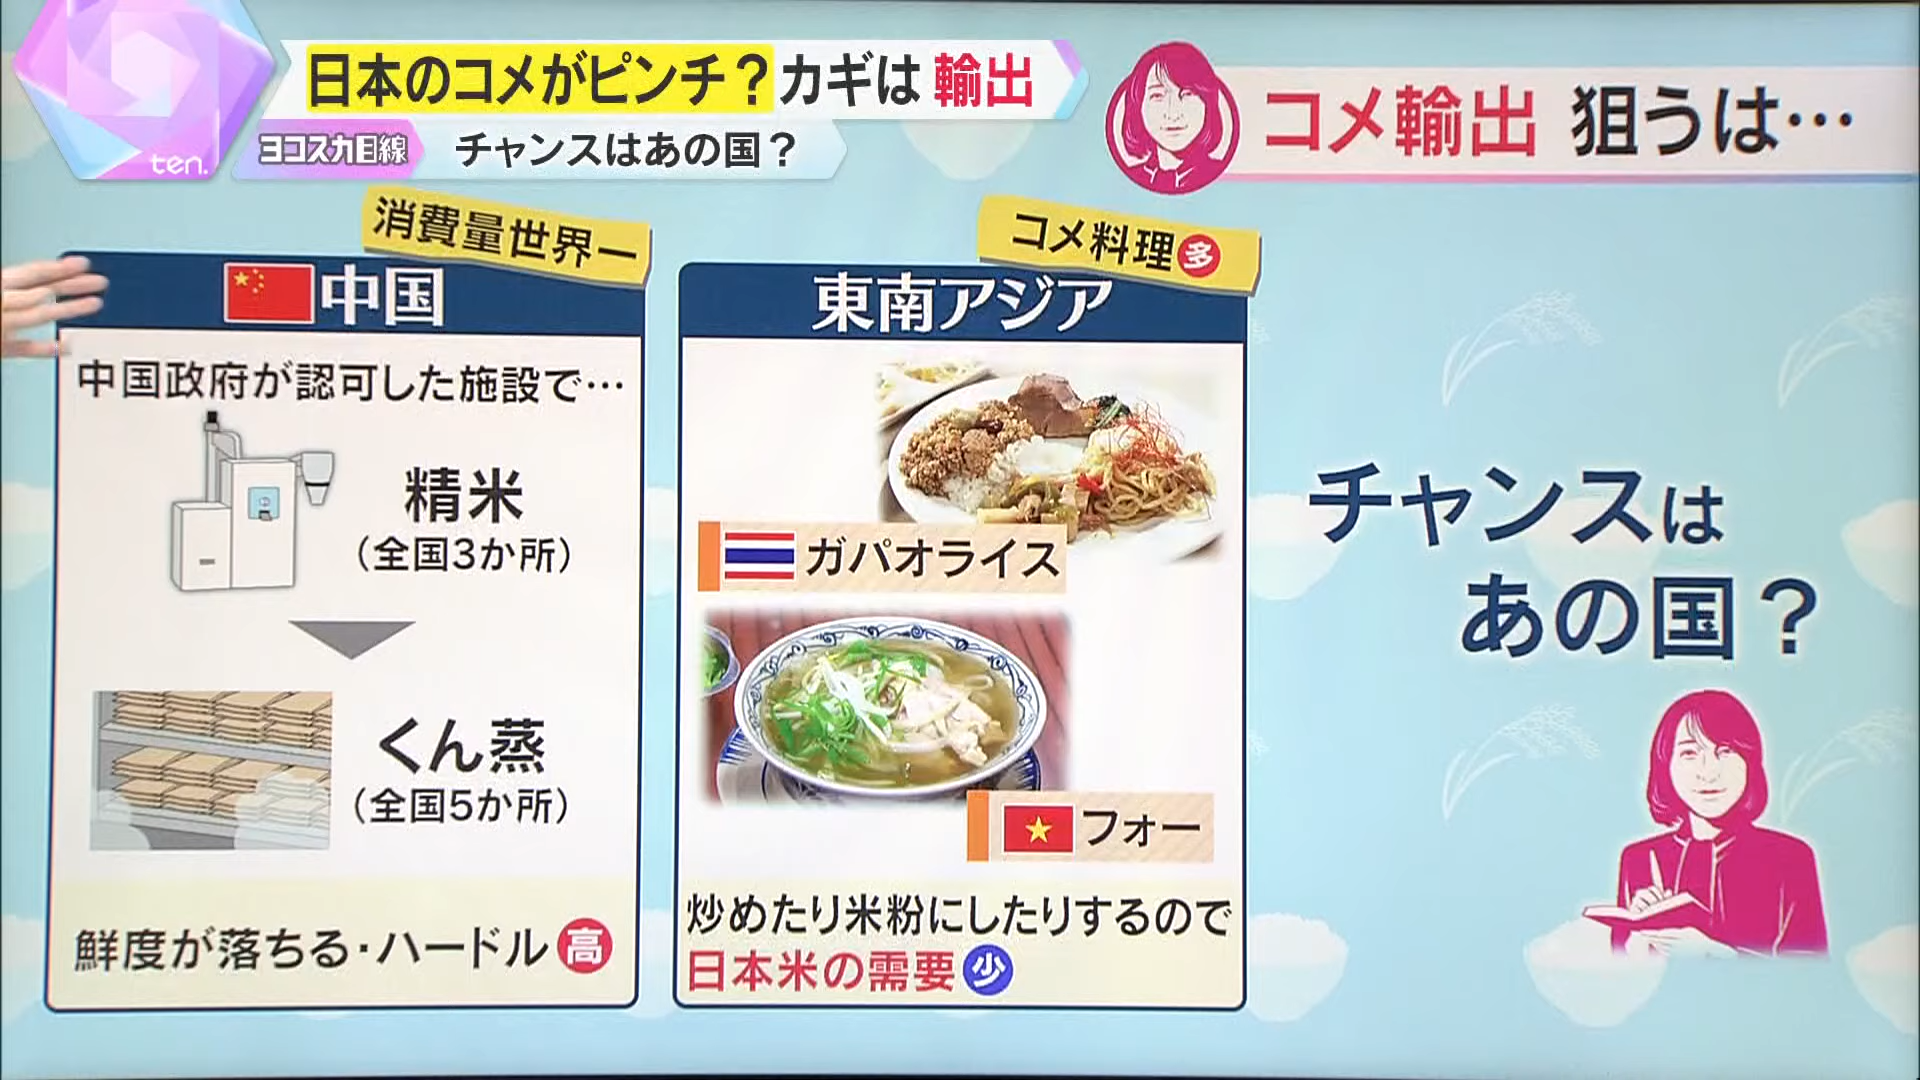 日本のコメがピンチ？カギは 輸出
ten.
ヨコスカ目線
チャンスはあの国？
コメ輸出 狙うは…
消費量世界一
中国
中国政府が認可した施設で…
精米
（全国3か所）
くん蒸
（全国5か所）
鮮度が落ちる・ハードル高
コメ料理多
東南アジア
ガパオライス
フォー
炒めたり米粉にしたりするので
日本米の需要少
チャンスは
あの国？